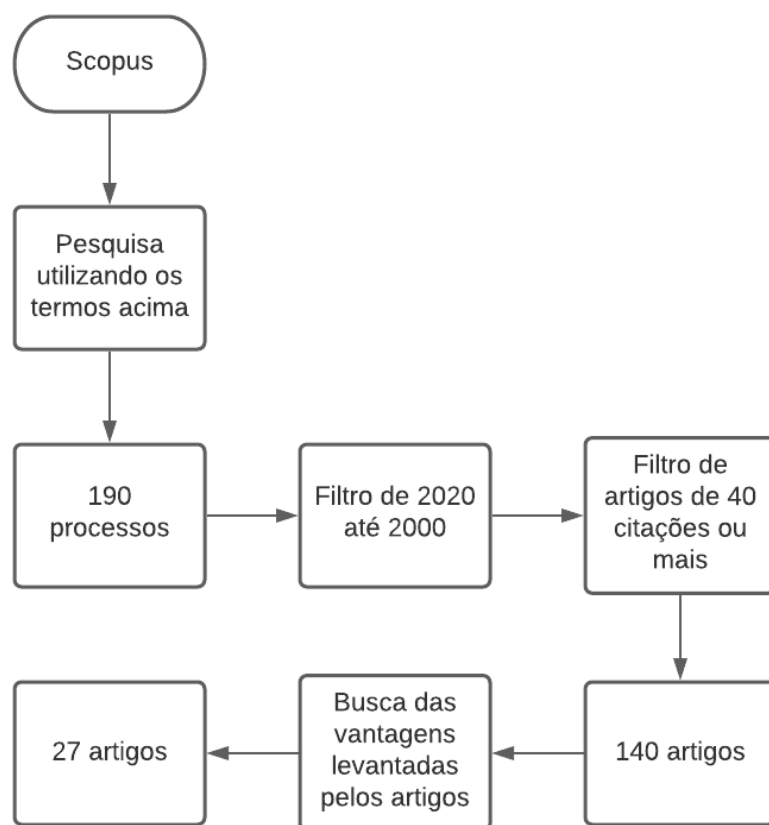 Scopus
Pesquisa
utilizando os
termos acima
190
processos
Filtro de 2020
até 2000
Filtro de
artigos de 40
citações ou
mais
140 artigos
Busca das
vantagens
levantadas
pelos artigos
27 artigos